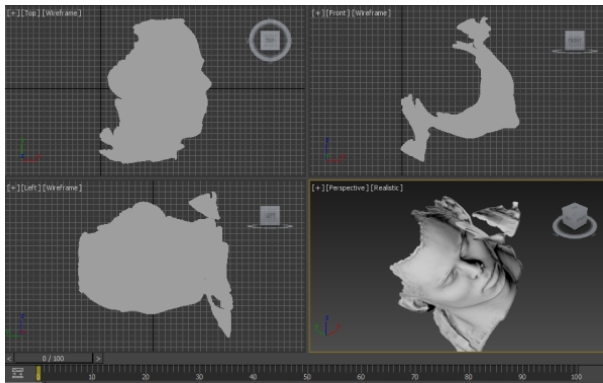 [+] [Top] [Wireframe]
[+] [Front] [Wireframe]
[+] [Left] [Wireframe]
[+] [Perspective] [Realistic]
< 0 / 100 >
0 10 20 30 40 50 60 70 80 90 100